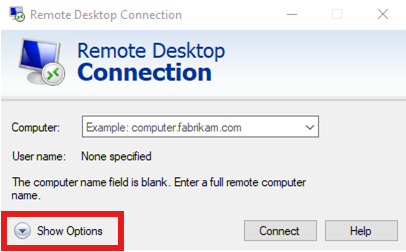 Remote Desktop Connection
Remote Desktop
Connection
Computer: Example: computer.fabrikam.com
User name: None specified
The computer name field is blank. Enter a full remote computer
name.
Show Options Connect Help